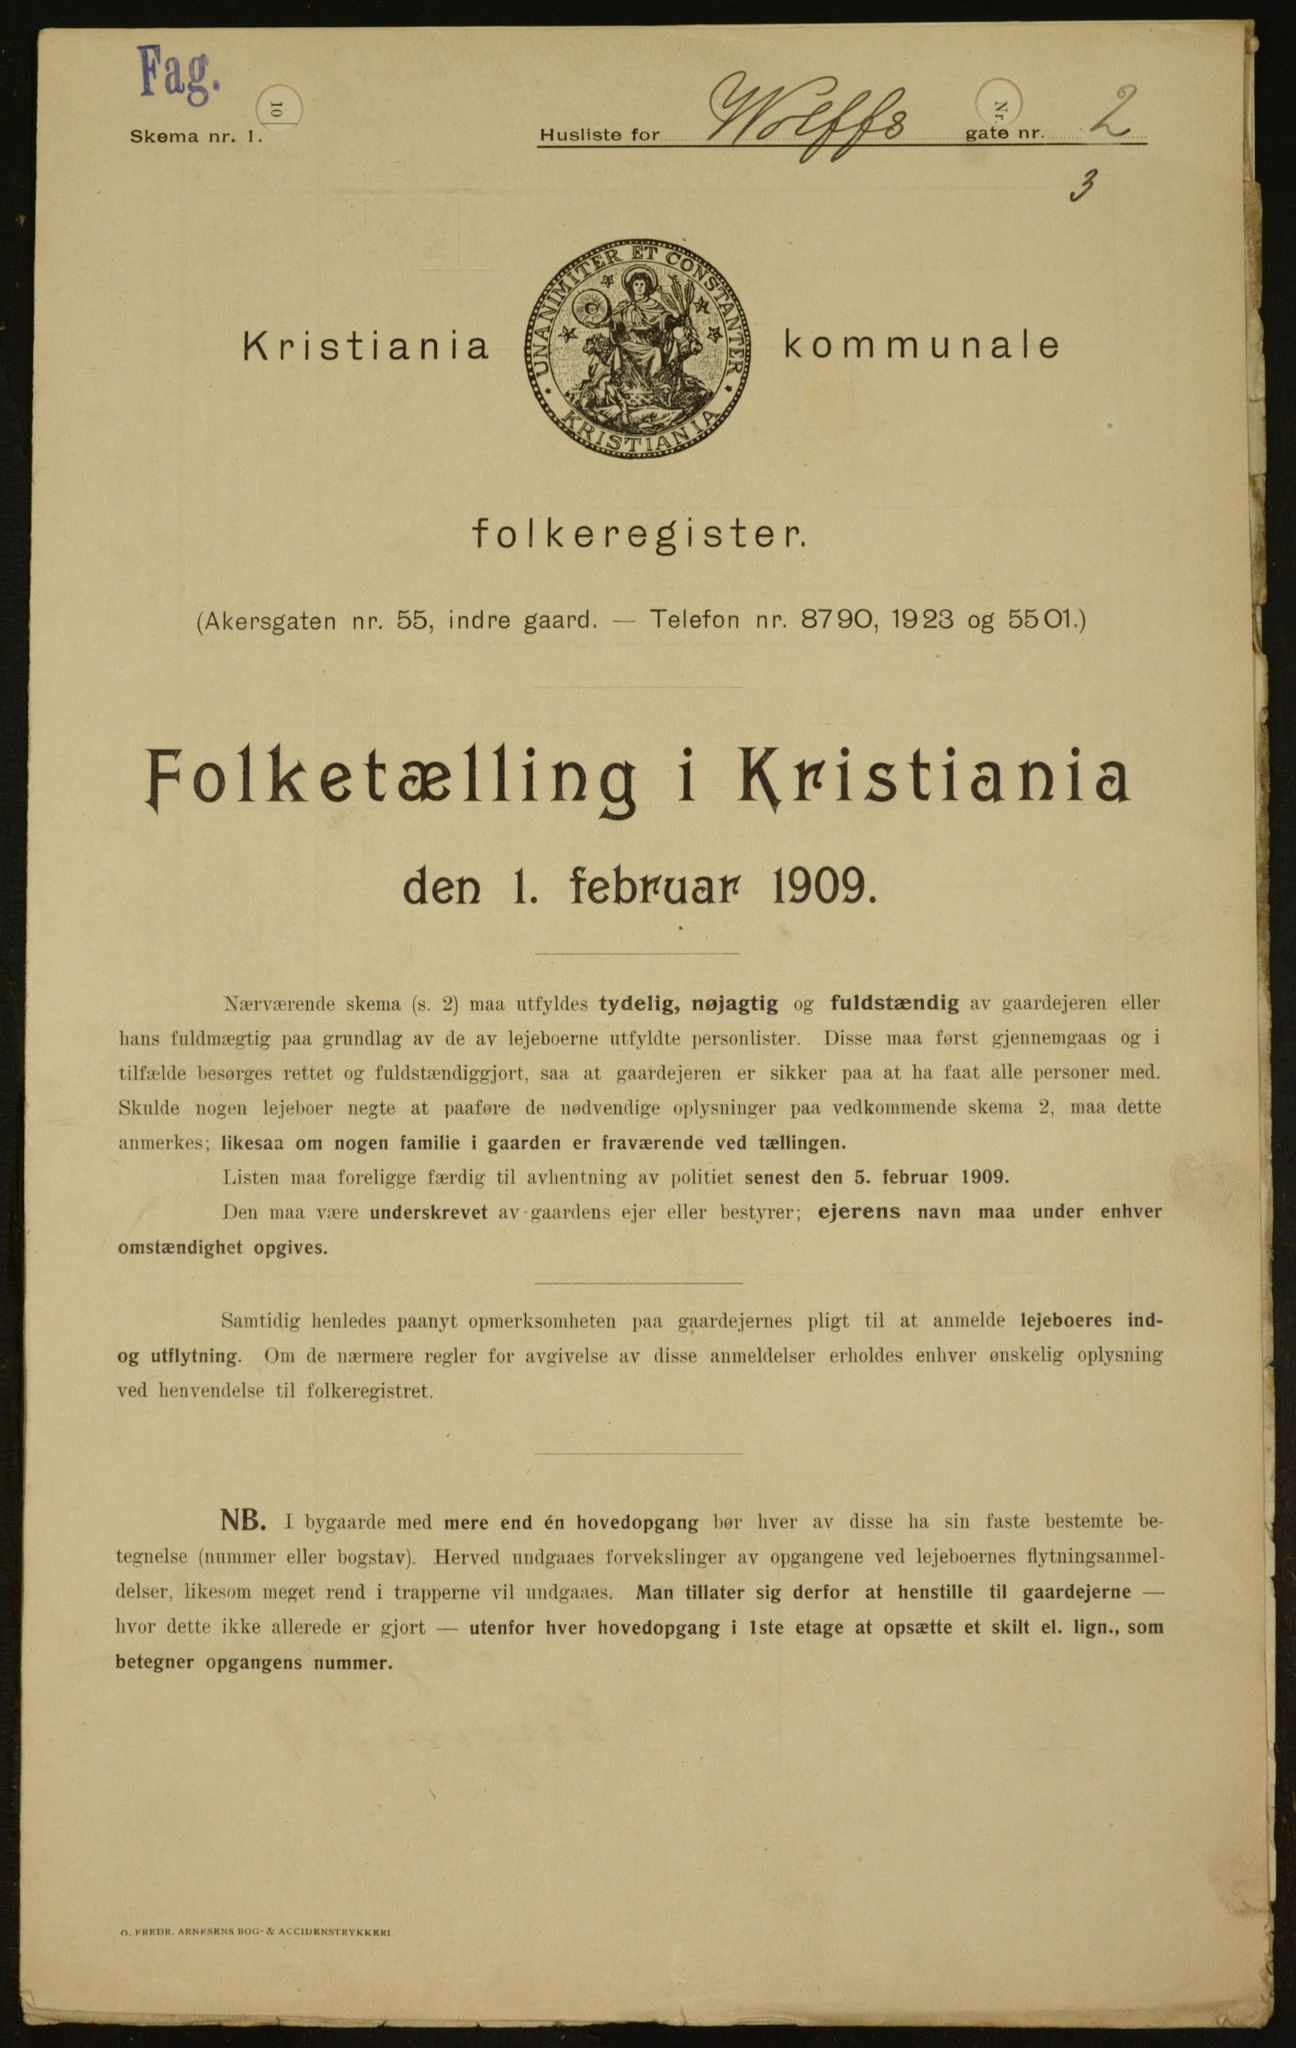 Fag.
10
Skema nr. 1.
Husliste for Wolffs gate nr. 2
Nr.
3
UNANIMITER ET CONSTANTER
KRISTIANIA
Kristiania kommunale
folkeregister.
(Akersgaten nr. 55, indre gaard. — Telefon nr. 8790, 1923 og 5501.)
Folketælling i Kristiania
den 1. februar 1909.
Nærværende skema (s. 2) maa utfyldes tydelig, nøjagtig og fuldstændig av gaardejeren eller
hans fuldmægtig paa grundlag av de av lejeboerne utfyldte personlister. Disse maa først gjennemgaas og i
tilfælde besørges rettet og fuldstændiggjort, saa at gaardejeren er sikker paa at ha faat alle personer med.
Skulde nogen lejeboer negte at paaføre de nødvendige oplysninger paa vedkommende skema 2, maa dette
anmerkes; likesaa om nogen familie i gaarden er fraværende ved tællingen.
Listen maa foreligge færdig til avhentning av politiet senest den 5. februar 1909.
Den maa være underskrevet av gaardens ejer eller bestyrer; ejerens navn maa under enhver
omstændighet opgives.
Samtidig henledes paanyt opmerksomheten paa gaardejernes pligt til at anmelde lejeboeres ind-
og utflytning. Om de nærmere regler for avgivelse av disse anmeldelser erholdes enhver ønskelig oplysning
ved henvendelse til folkeregistret.
NB. I bygaarde med mere end én hovedopgang bør hver av disse ha sin faste bestemte be-
tegnelse (nummer eller bogstav). Herved undgaaes forvekslinger av opgangene ved lejeboernes flytningsanmel-
delser, likesom meget rend i trapperne vil undgaaes. Man tillater sig derfor at henstille til gaardejerne —
hvor dette ikke allerede er gjort — utenfor hver hovedopgang i 1ste etage at opsætte et skilt el. lign., som
betegner opgangens nummer.
O. FREDR. ARNESENS BOG- & ACCIDENSTRYKKERI